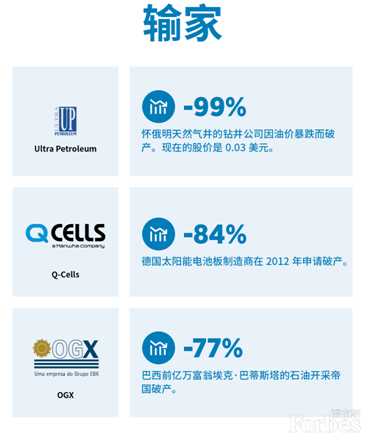 输家
UP
PETROLEUM
Ultra Petroleum
-99%
怀俄明天然气井的钻井公司因油价暴跌而破
产。现在的股价是 0.03 美元。
Q CELLS
a Hanwha company
Q-Cells
-84%
德国太阳能电池板制造商在 2012 年申请破产。
OGX
Uma empresa do Grupo EBX
OGX
-77%
巴西前亿万富翁埃克·巴蒂斯塔的石油开采帝
国破产。
Forbes